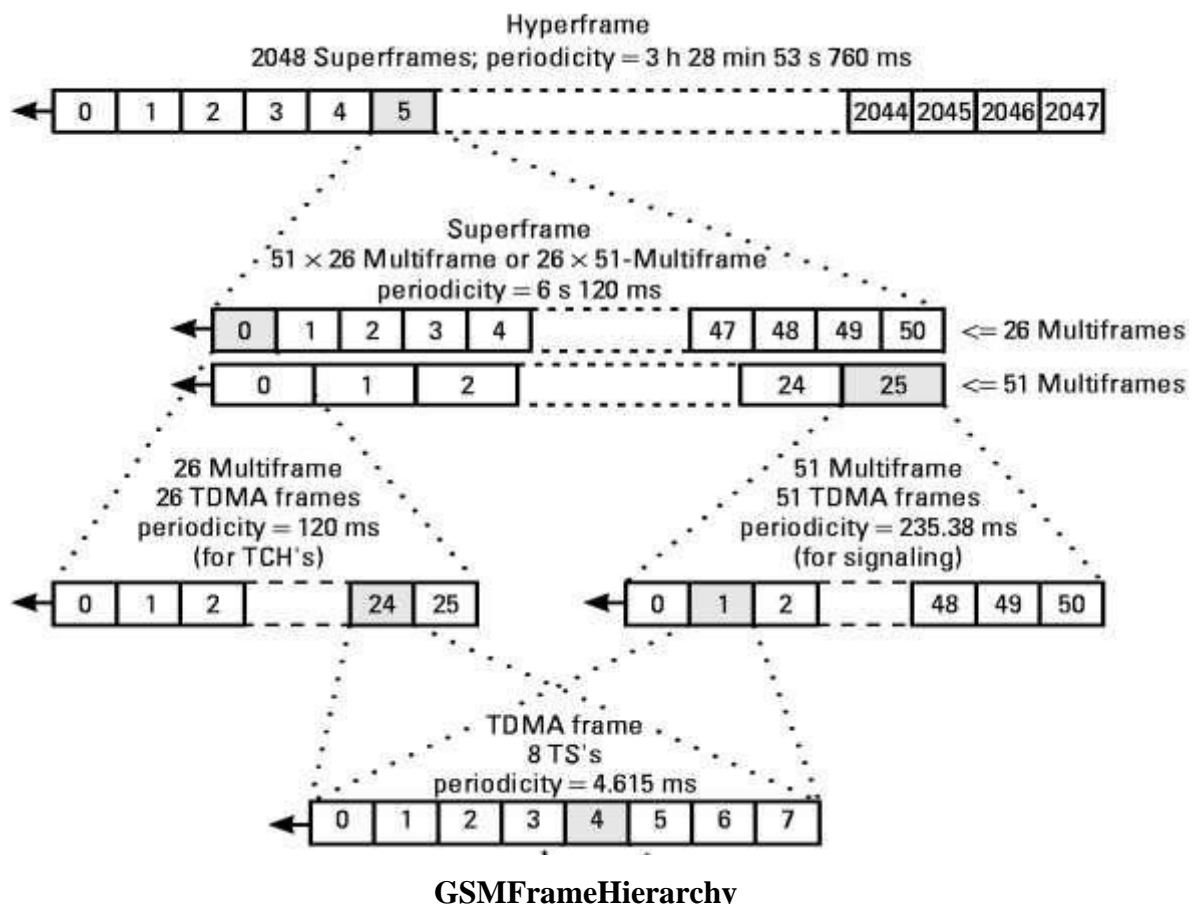 Hyperframe
2048 Superframes; periodicity = 3 h 28 min 53 s 760 ms
0 1 2 3 4 5 2044 2045 2046 2047
Superframe
51 × 26 Multiframe or 26 × 51-Multiframe
periodicity = 6 s 120 ms
0 1 2 3 4 47 48 49 50 <= 26 Multiframes
0 1 2 24 25 <= 51 Multiframes
26 Multiframe
26 TDMA frames
periodicity = 120 ms
(for TCH's)
51 Multiframe
51 TDMA frames
periodicity = 235.38 ms
(for signaling)
0 1 2 24 25
0 1 2 48 49 50
TDMA frame
8 TS's
periodicity = 4.615 ms
0 1 2 3 4 5 6 7
GSMFrameHierarchy